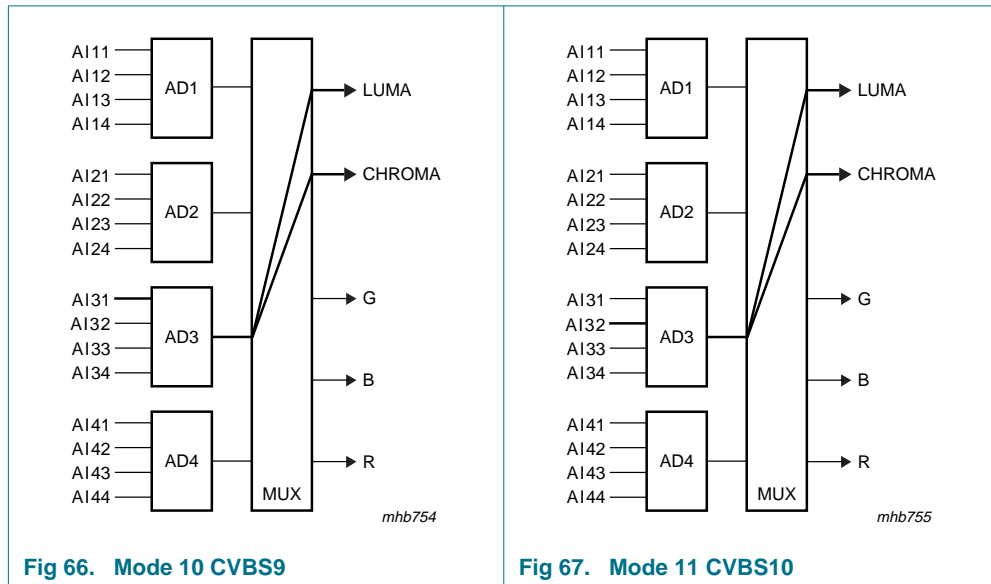 AI11
AI12
AI13
AI14
AD1
LUMA
CHROMA
AI21
AI22
AI23
AI24
AD2
G
AI31
AI32
AI33
AI34
AD3
B
AI41
AI42
AI43
AI44
AD4
R
MUX
mhb754
Fig 66. Mode 10 CVBS9
AI11
AI12
AI13
AI14
AD1
LUMA
CHROMA
AI21
AI22
AI23
AI24
AD2
G
AI31
AI32
AI33
AI34
AD3
B
AI41
AI42
AI43
AI44
AD4
R
MUX
mhb755
Fig 67. Mode 11 CVBS10